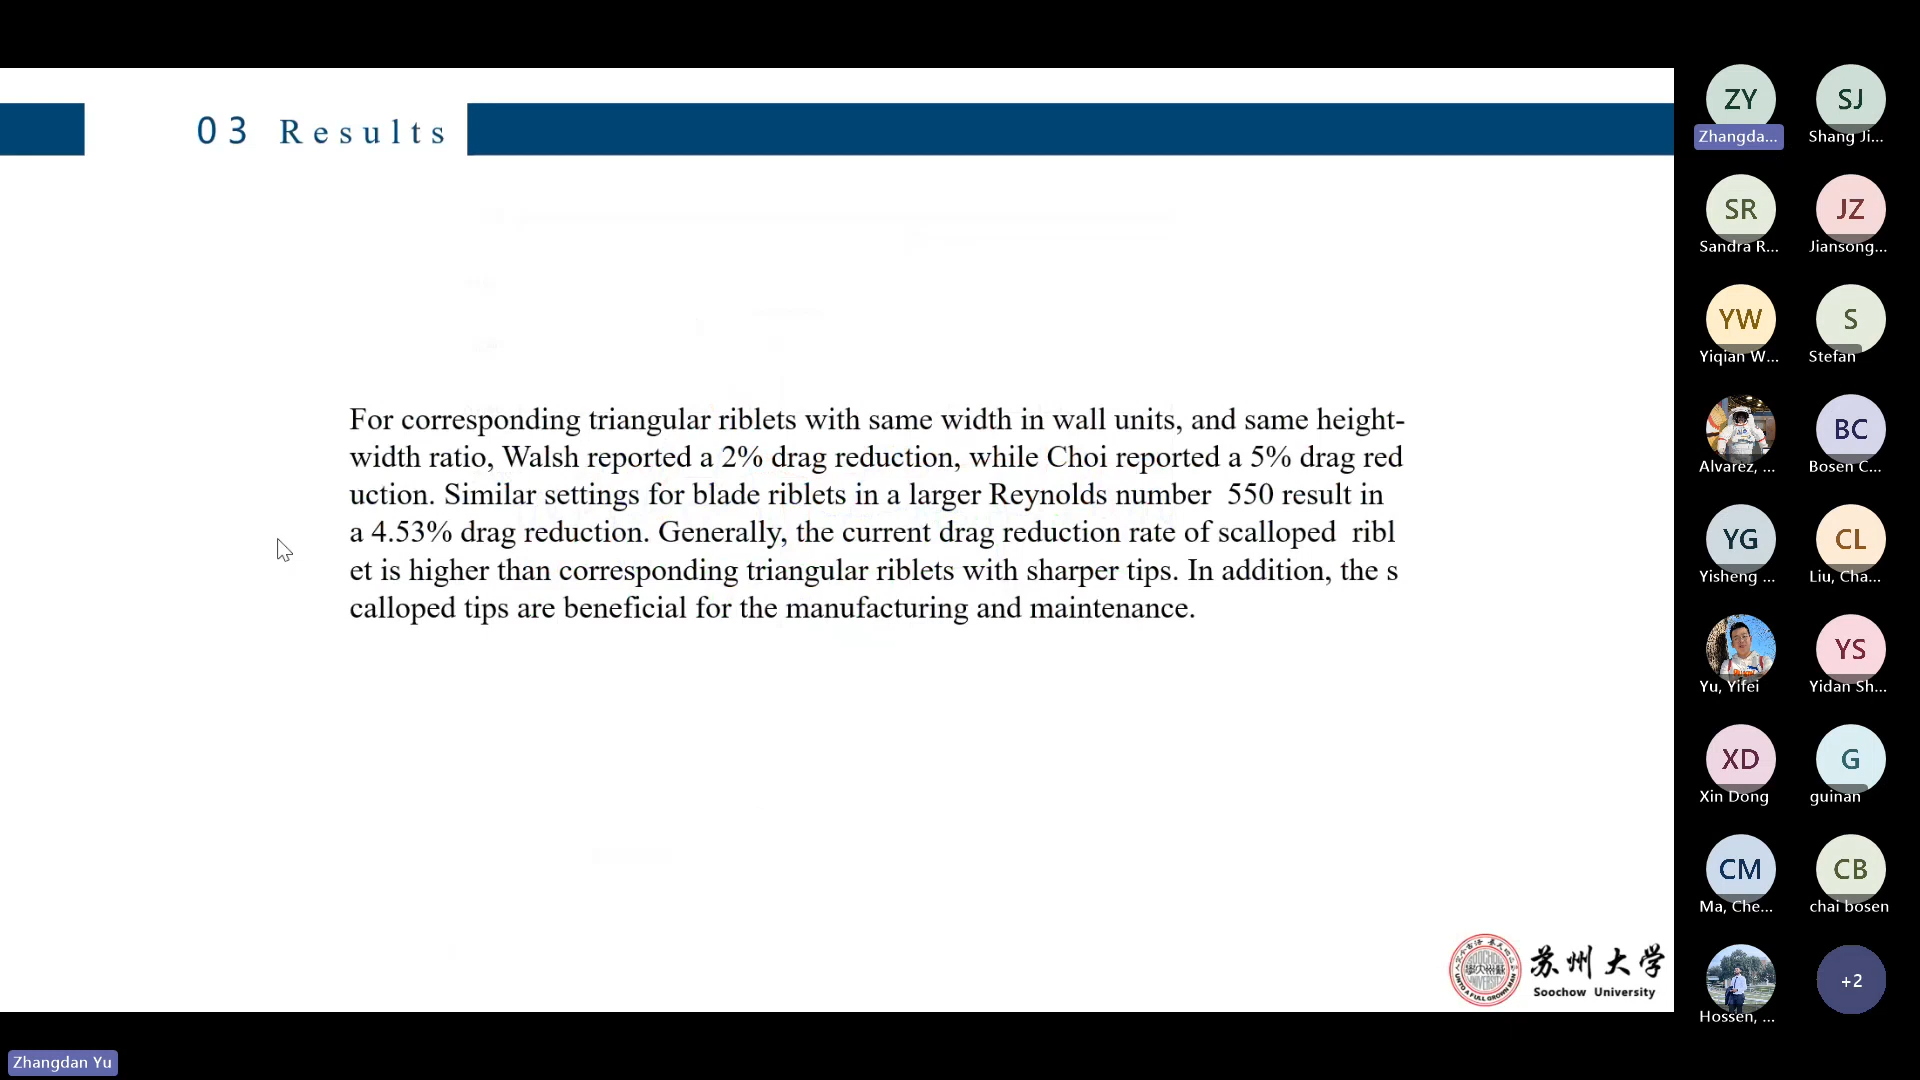 03 Results
For corresponding triangular riblets with same width in wall units, and same height-
width ratio, Walsh reported a 2% drag reduction, while Choi reported a 5% drag red
uction. Similar settings for blade riblets in a larger Reynolds number  550 result in
a 4.53% drag reduction. Generally, the current drag reduction rate of scalloped  ribl
et is higher than corresponding triangular riblets with sharper tips. In addition, the s
calloped tips are beneficial for the manufacturing and maintenance.
苏州大学
Soochow University
ZY
Zhangda...
SJ
Shang Ji...
SR
Sandra R...
JZ
Jiansong...
YW
Yiqian W...
S
Stefan
Alvarez, ...
BC
Bosen C...
YG
Yisheng ...
CL
Liu, Cha...
Yu, Yifei
YS
Yidan Sh...
XD
Xin Dong
G
guinan
CM
Ma, Che...
CB
chai bosen
Hossen, ...
+2
Zhangdan Yu